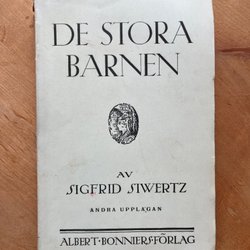 DE STORA
BARNEN
AV
SIGFRID SIWERTZ
ANDRA UPPLAGAN
ALBERT·BONNIERS·FÖRLAG